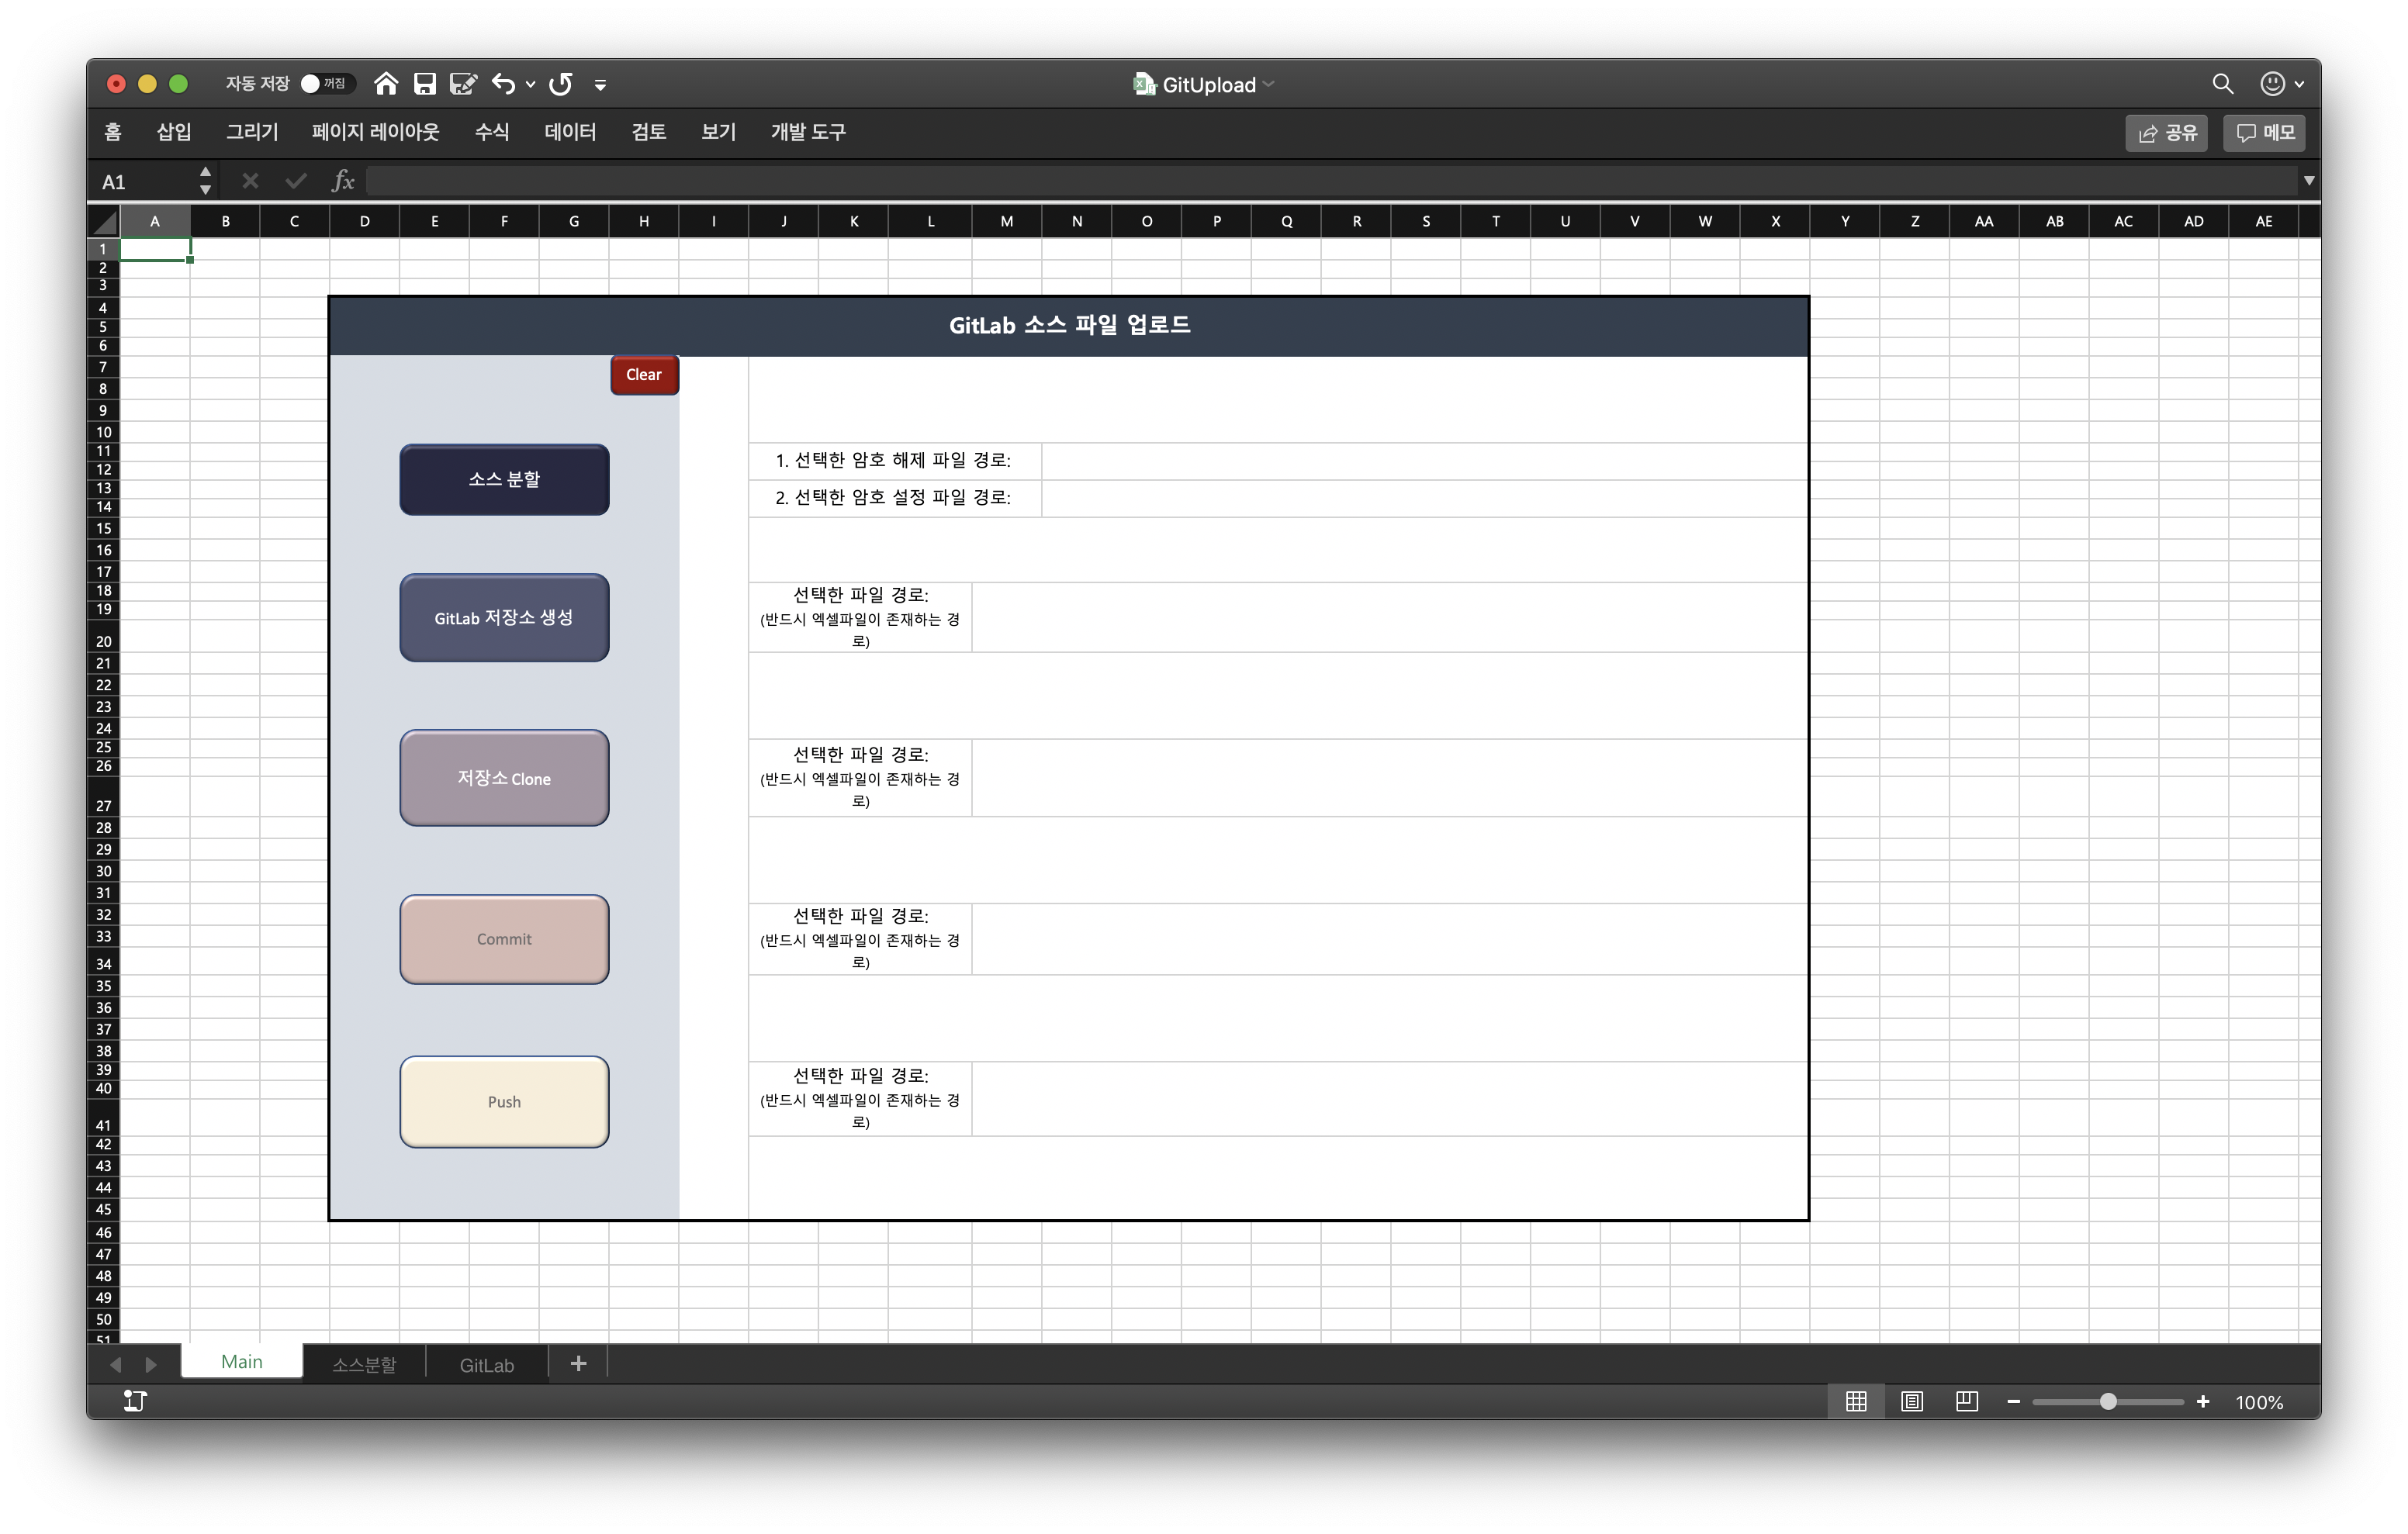 자동 저장 꺼짐
GitUpload
홈 삽입 그리기 페이지 레이아웃 수식 데이터 검토 보기 개발 도구
공유 메모
A1 fx
A B C D E F G H I J K L M N O P Q R S T U V W X Y Z AA AB AC AD AE
1
2
3
4
GitLab 소스 파일 업로드
5
6
7
Clear
8
9
10
11
1. 선택한 암호 해제 파일 경로:
12
소스 분할
13
2. 선택한 암호 설정 파일 경로:
14
15
16
17
18
선택한 파일 경로:
19
(반드시 엑셀파일이 존재하는 경
GitLab 저장소 생성
20
로)
21
22
23
24
25
선택한 파일 경로:
26
(반드시 엑셀파일이 존재하는 경
저장소 Clone
27
로)
28
29
30
31
32
선택한 파일 경로:
33
(반드시 엑셀파일이 존재하는 경
Commit
34
로)
35
36
37
38
39
선택한 파일 경로:
40
(반드시 엑셀파일이 존재하는 경
Push
41
로)
42
43
44
45
46
47
48
49
50
51
Main 소스분할 GitLab +
100%